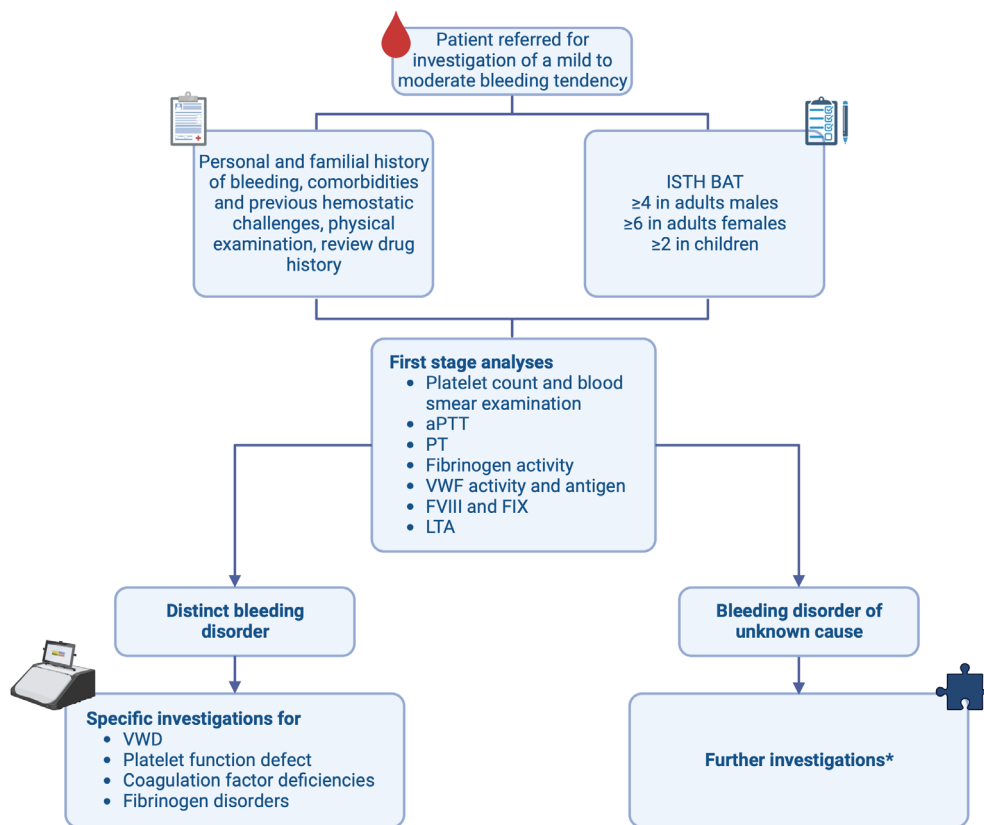 Patient referred for
investigation of a mild to
moderate bleeding tendency
Personal and familial history
of bleeding, comorbidities
and previous hemostatic
challenges, physical
examination, review drug
history
ISTH BAT
≥4 in adults males
≥6 in adults females
≥2 in children
First stage analyses
• Platelet count and blood
smear examination
• aPTT
• PT
• Fibrinogen activity
• VWF activity and antigen
• FVIII and FIX
• LTA
Distinct bleeding
disorder
Bleeding disorder of
unknown cause
Specific investigations for
• VWD
• Platelet function defect
• Coagulation factor deficiencies
• Fibrinogen disorders
Further investigations*